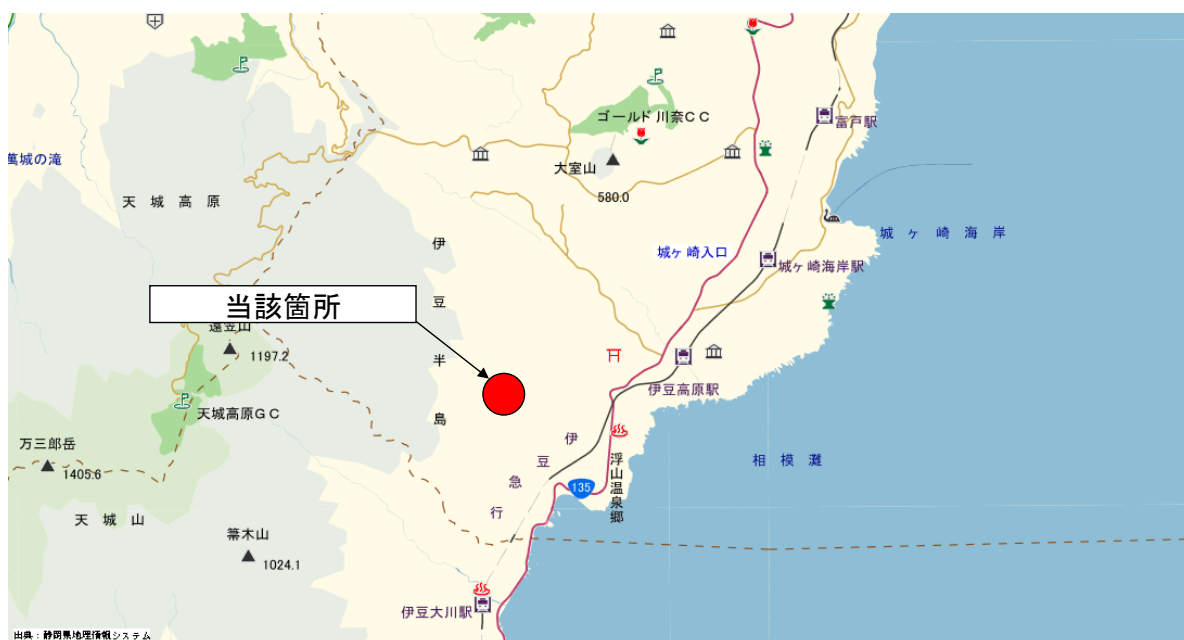 ゴールド川奈CC
富戸駅
萬城の滝
大室山
580.0
天城高原
伊豆半島
城ヶ崎海岸
城ヶ崎入口
城ヶ崎海岸駅
当該箇所
遠笠山
1197.2
伊豆高原駅
天城高原GC
万三郎岳
1405.6
伊豆急行
浮山温泉郷
相模灘
135
天城山
箒木山
1024.1
伊豆大川駅
出典：静岡県地理情報システム